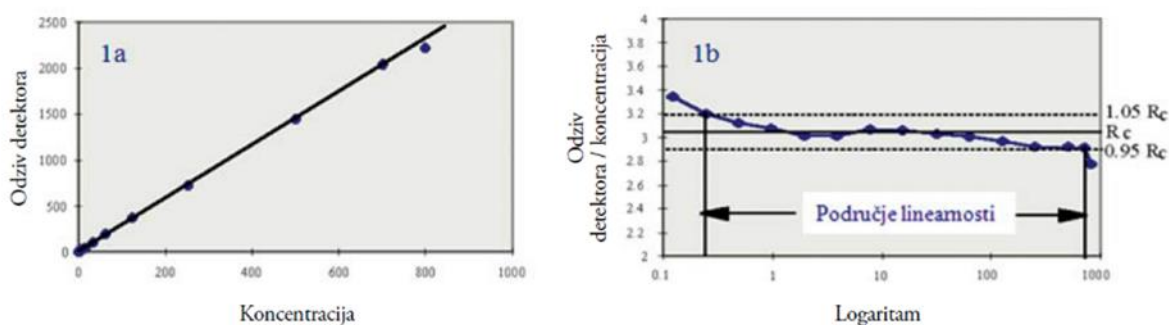 1a
2500
2000
1500
1000
500
0
0 200 400 600 800 1000
Odziv detektora
Koncentracija
1b
4
3.8
3.6
3.4
3.2
3
2.8
2.6
2.4
2.2
2
0.1 1 10 100 1000
Odziv
detektora / koncentracija
1.05 Rc
Rc
0.95 Rc
Područje linearnosti
Logaritam